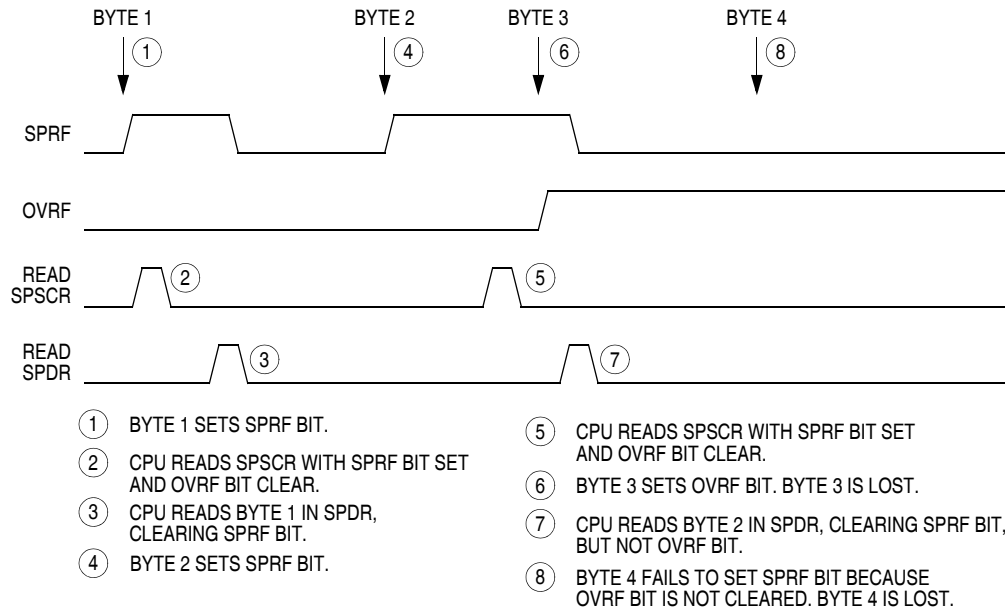 BYTE 1 BYTE 2 BYTE 3 BYTE 4
1 4 6 8
SPRF
OVRF
READ
SPSCR
2 5
READ
SPDR
3 7
1 BYTE 1 SETS SPRF BIT.
2 CPU READS SPSCR WITH SPRF BIT SET
AND OVRF BIT CLEAR.
3 CPU READS BYTE 1 IN SPDR,
CLEARING SPRF BIT.
4 BYTE 2 SETS SPRF BIT.
5 CPU READS SPSCR WITH SPRF BIT SET
AND OVRF BIT CLEAR.
6 BYTE 3 SETS OVRF BIT. BYTE 3 IS LOST.
7 CPU READS BYTE 2 IN SPDR, CLEARING SPRF BIT,
BUT NOT OVRF BIT.
8 BYTE 4 FAILS TO SET SPRF BIT BECAUSE
OVRF BIT IS NOT CLEARED. BYTE 4 IS LOST.